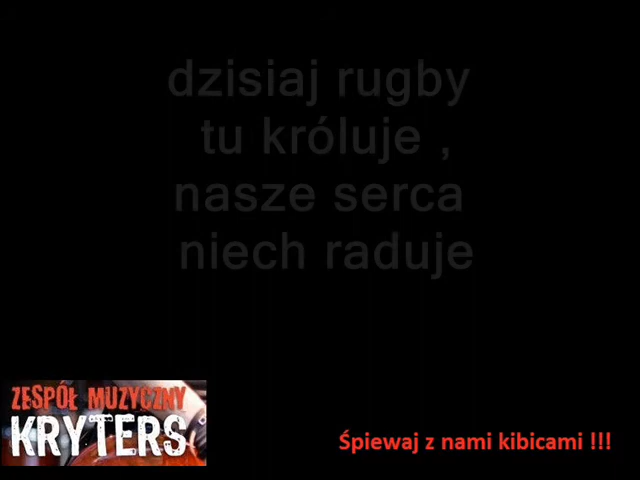 dzisiaj rugby
tu króluje ,
nasze serca
niech raduje
ZESPÓŁ MUZYCZNY
KRYTERS
Śpiewaj z nami kibicami !!!